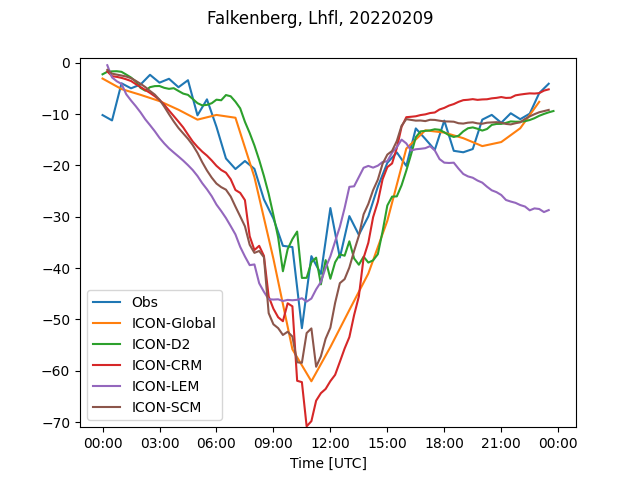 Falkenberg, Lhfl, 20220209
0
−10
−20
−30
−40
−50
−60
−70
Obs
ICON-Global
ICON-D2
ICON-CRM
ICON-LEM
ICON-SCM
00:00 03:00 06:00 09:00 12:00 15:00 18:00 21:00 00:00
Time [UTC]